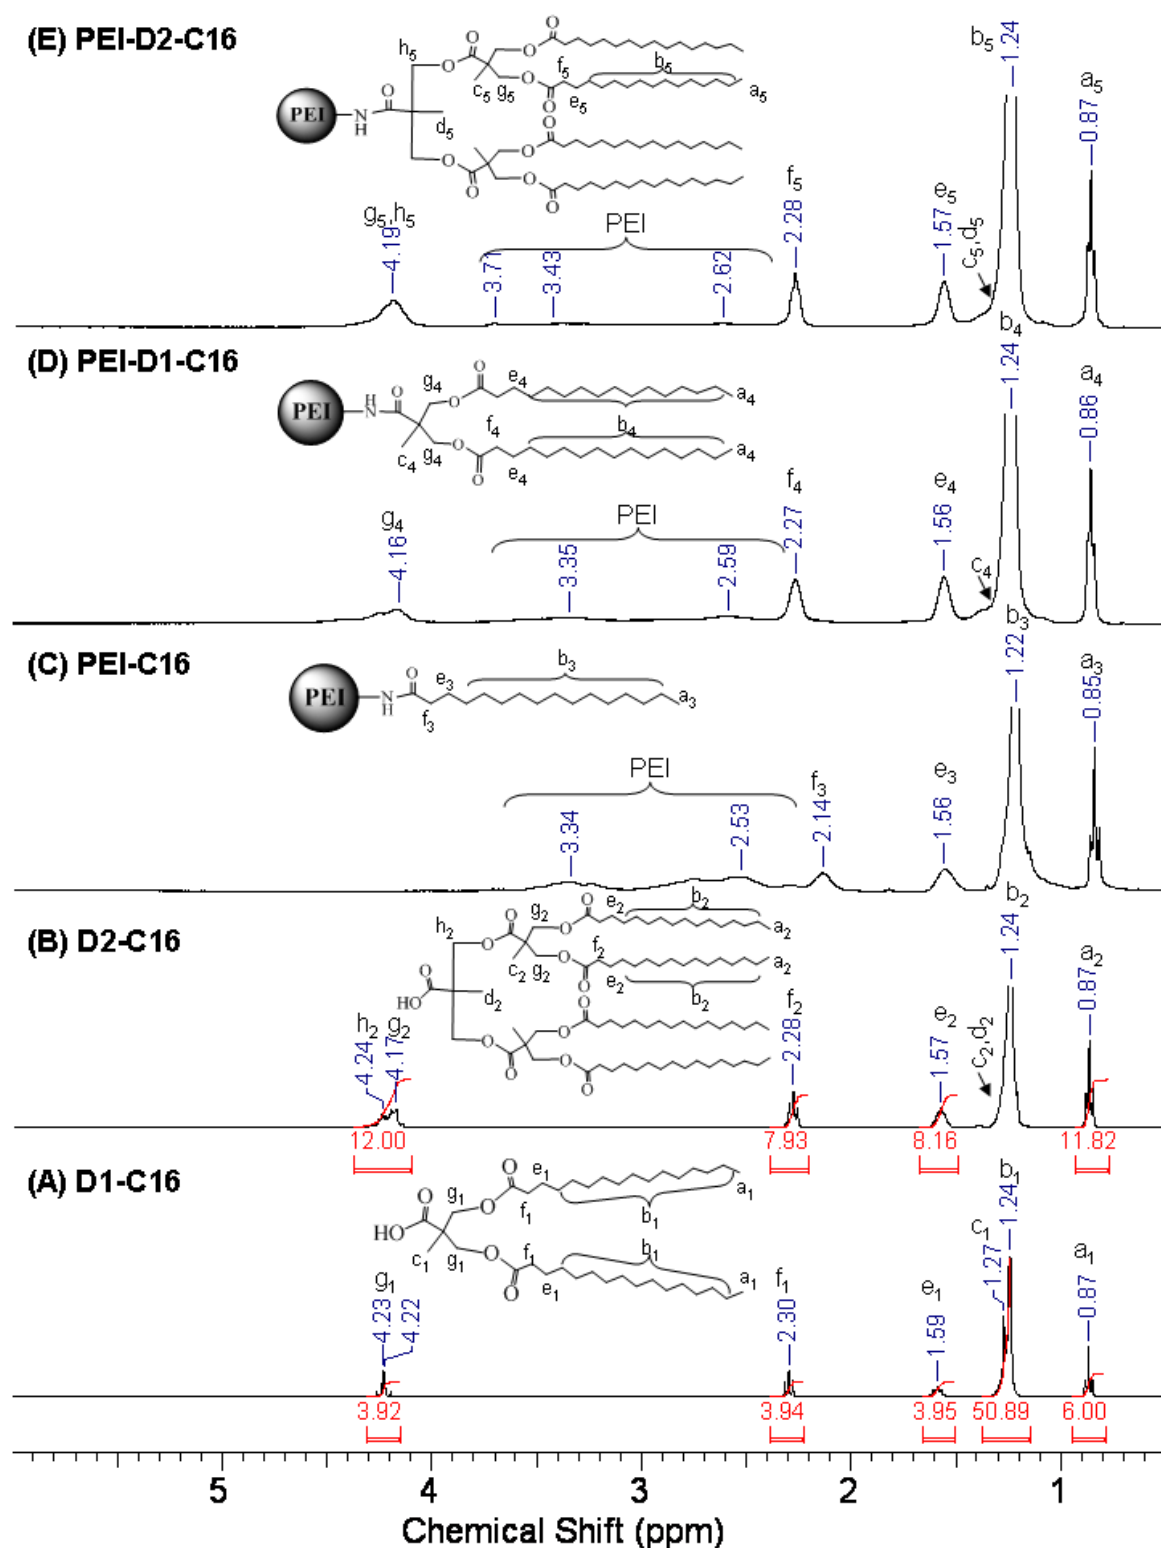 (E) PEI-D2-C16
PEI
N
H
O
O
O
O
O
O
O
O
O
O
O
O
O
h5
c5 g5
d5
f5
e5
b5
a5
g5,h5
4.19
PEI
3.71
3.43
2.62
f5
2.28
e5
1.57
c5,d5
b5
1.24
a5
0.87
(D) PEI-D1-C16
PEI
H
N
O
O
O
O
O
g4
g4
c4
f4
e4
e4
b4
a4
a4
g4
4.16
PEI
3.35
2.59
f4
2.27
e4
1.56
c4
b4
1.24
a4
0.86
(C) PEI-C16
PEI
N
H
O
e3
f3
b3
a3
PEI
3.34
2.53
f3
2.14
e3
1.56
b3
1.22
a3
0.85
(B) D2-C16
HO
O
O
O
O
O
O
O
O
O
O
O
O
O
h2
g2
c2 g2
d2
f2
e2
e2
b2
b2
a2
a2
h2 g2
4.24
4.17
f2
2.28
e2
1.57
c2,d2
b2
1.24
a2
0.87
12.00
7.93
8.16
11.82
(A) D1-C16
HO
O
O
O
O
O
g1
g1
c1
f1
f1
e1
e1
b1
b1
a1
a1
g1
4.23
4.22
f1
2.30
e1
1.59
c1
1.27
b1
1.24
a1
0.87
3.92
3.94
3.95
50.89
6.00
5
4
3
2
1
Chemical Shift (ppm)